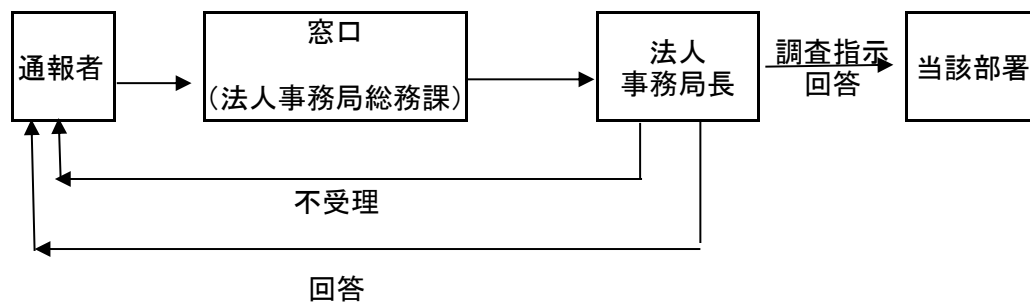 通報者
窓口
(法人事務局総務課)
法人
事務局長
調査指示
回答
当該部署
不受理
回答